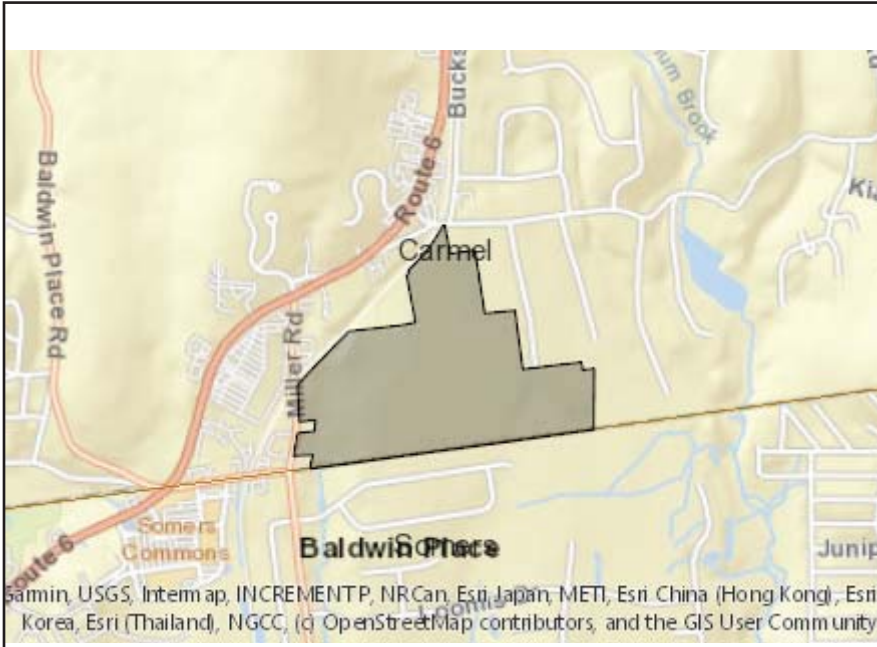 Bucks
um Brook
Route 6
Baldwin Place Rd
Carmel
Miller Rd
Somers
Commons
Route 6
Baldwin Place
Somers
Junip
Loomis D
Garmin, USGS, Intermap, INCREMENT P, NRCan, Esri Japan, METI, Esri China (Hong Kong), Esri
Korea, Esri (Thailand), NGCC, (c) OpenStreetMap contributors, and the GIS User Community